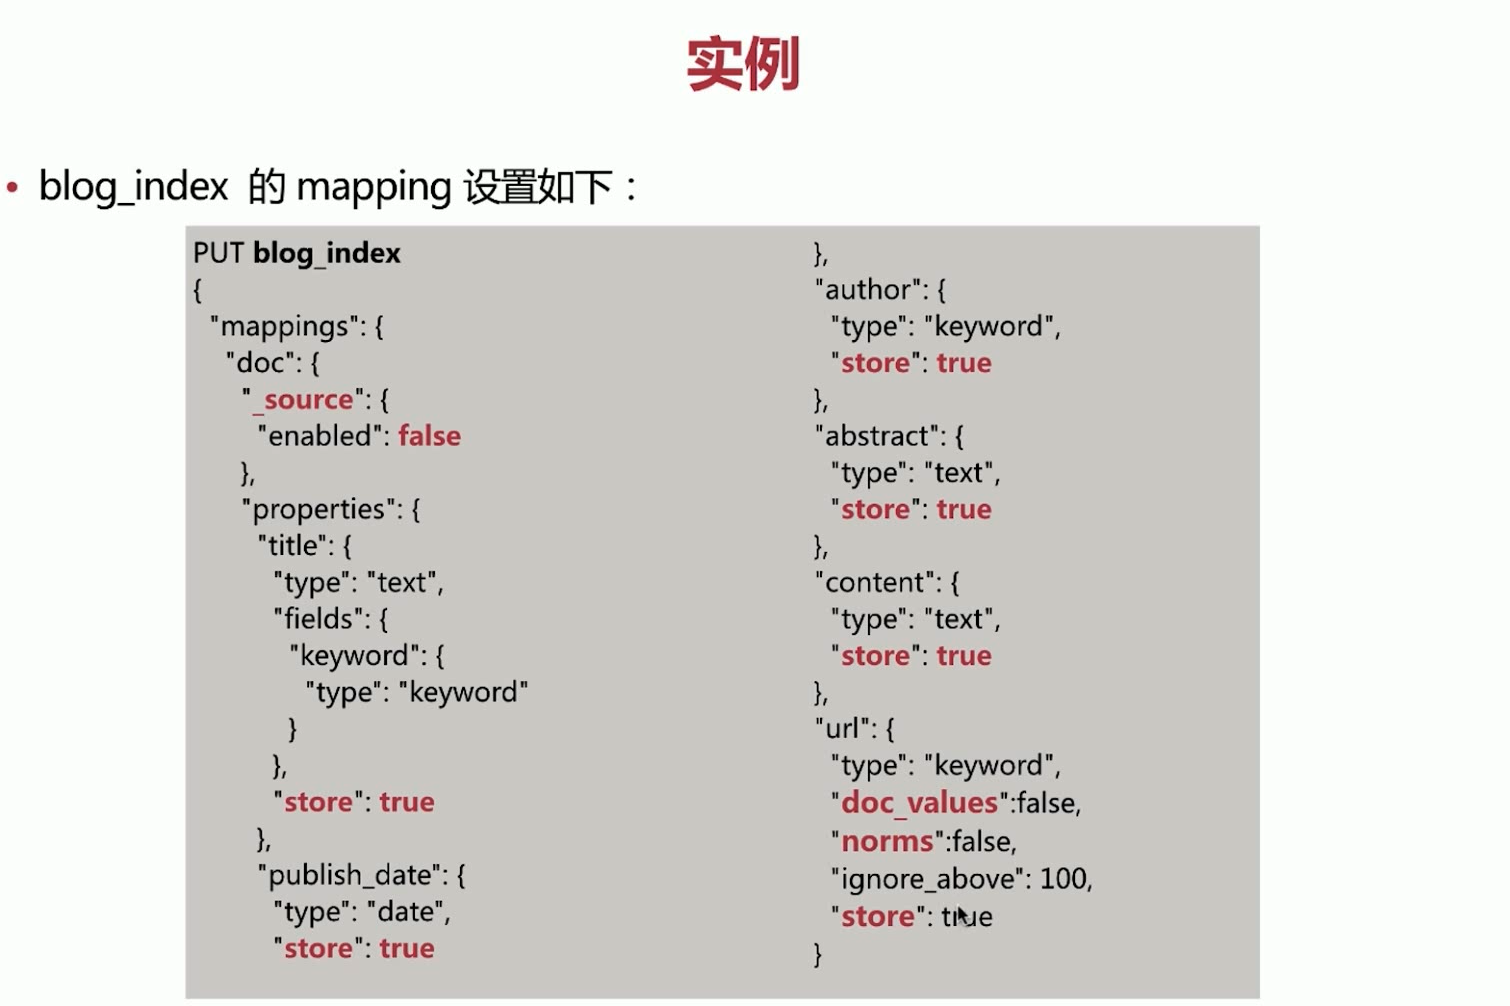 实例
• blog_index 的 mapping 设置如下：
PUT blog_index
{
"mappings": {
"doc": {
"_source": {
"enabled": false
},
"properties": {
"title": {
"type": "text",
"fields": {
"keyword": {
"type": "keyword"
}
},
"store": true
},
"publish_date": {
"type": "date",
"store": true
},
"author": {
"type": "keyword",
"store": true
},
"abstract": {
"type": "text",
"store": true
},
"content": {
"type": "text",
"store": true
},
"url": {
"type": "keyword",
"doc_values":false,
"norms":false,
"ignore_above": 100,
"store": true
}